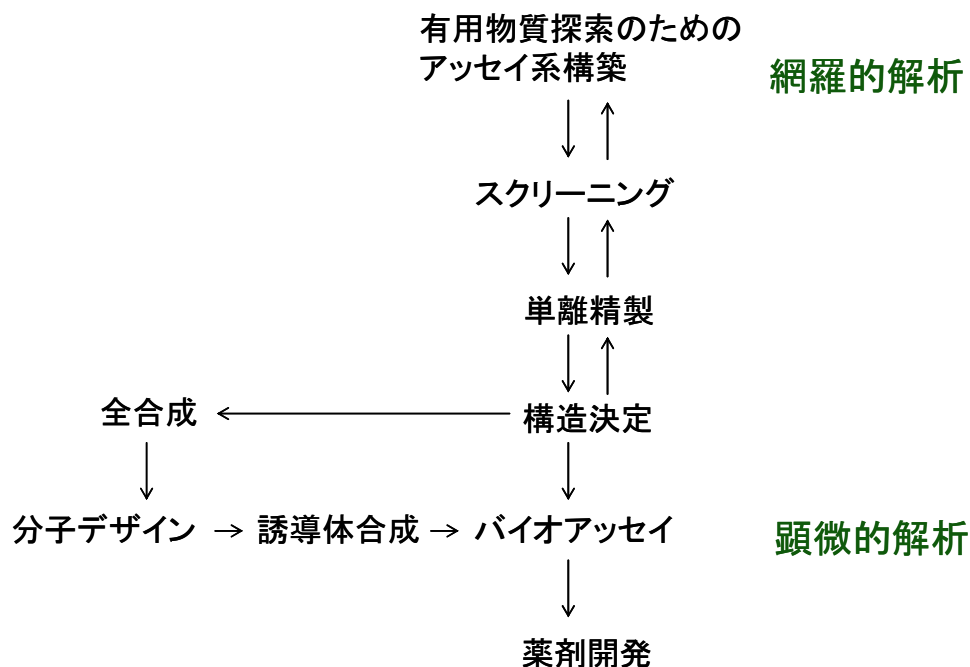 有用物質探索のための
アッセイ系構築
網羅的解析
スクリーニング
単離精製
全合成
構造決定
分子デザイン
誘導体合成
バイオアッセイ
顕微的解析
薬剤開発